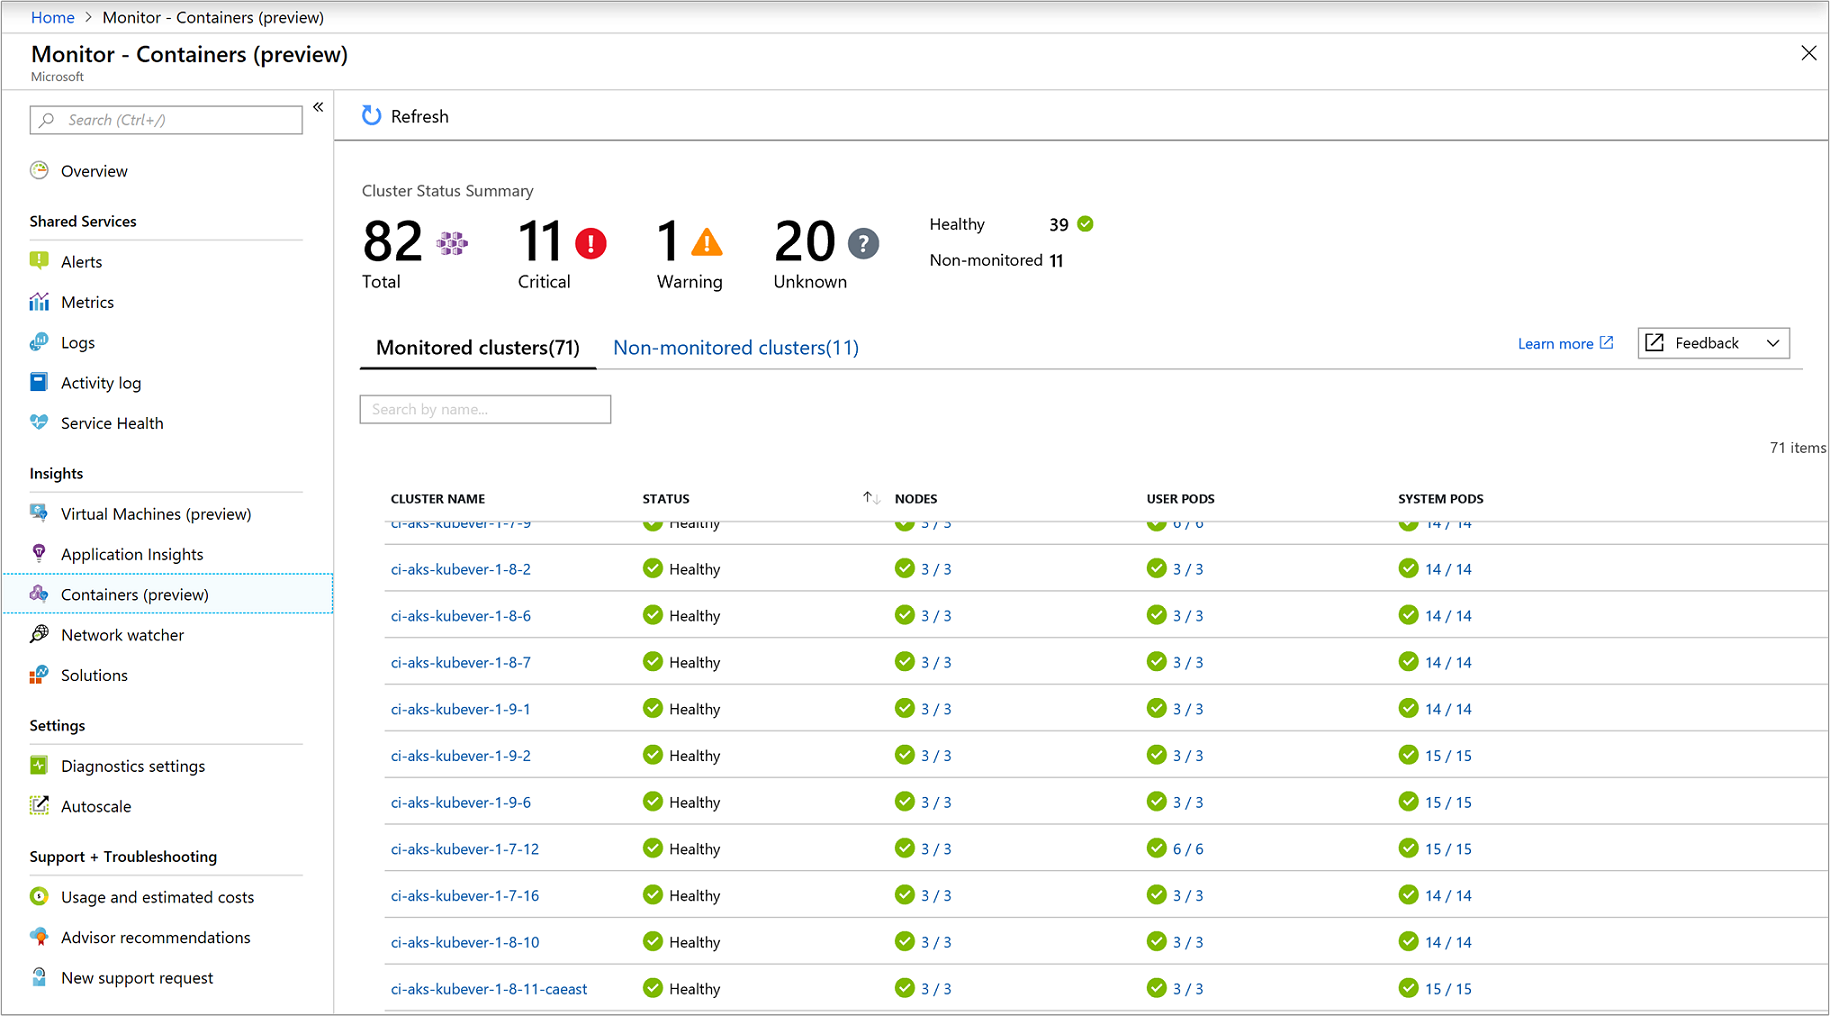 Home > Monitor - Containers (preview)
Monitor - Containers (preview)
Microsoft
Search (Ctrl+/)
«
Overview
Shared Services
Alerts
Metrics
Logs
Activity log
Service Health
Insights
Virtual Machines (preview)
Application Insights
Containers (preview)
Network watcher
Solutions
Settings
Diagnostics settings
Autoscale
Support + Troubleshooting
Usage and estimated costs
Advisor recommendations
New support request
Refresh
Cluster Status Summary
82 11 1 20
Total Critical Warning Unknown
Healthy 39
Non-monitored 11
Monitored clusters(71) Non-monitored clusters(11)
Learn more Feedback
Search by name...
71 items
CLUSTER NAME STATUS NODES USER PODS SYSTEM PODS
ci-aks-kubever-1-7-9 Healthy 3 / 3 6 / 6 14 / 14
ci-aks-kubever-1-8-2 Healthy 3 / 3 3 / 3 14 / 14
ci-aks-kubever-1-8-6 Healthy 3 / 3 3 / 3 14 / 14
ci-aks-kubever-1-8-7 Healthy 3 / 3 3 / 3 14 / 14
ci-aks-kubever-1-9-1 Healthy 3 / 3 3 / 3 14 / 14
ci-aks-kubever-1-9-2 Healthy 3 / 3 3 / 3 15 / 15
ci-aks-kubever-1-9-6 Healthy 3 / 3 3 / 3 15 / 15
ci-aks-kubever-1-7-12 Healthy 3 / 3 6 / 6 15 / 15
ci-aks-kubever-1-7-16 Healthy 3 / 3 3 / 3 14 / 14
ci-aks-kubever-1-8-10 Healthy 3 / 3 3 / 3 14 / 14
ci-aks-kubever-1-8-11-caeast Healthy 3 / 3 3 / 3 15 / 15